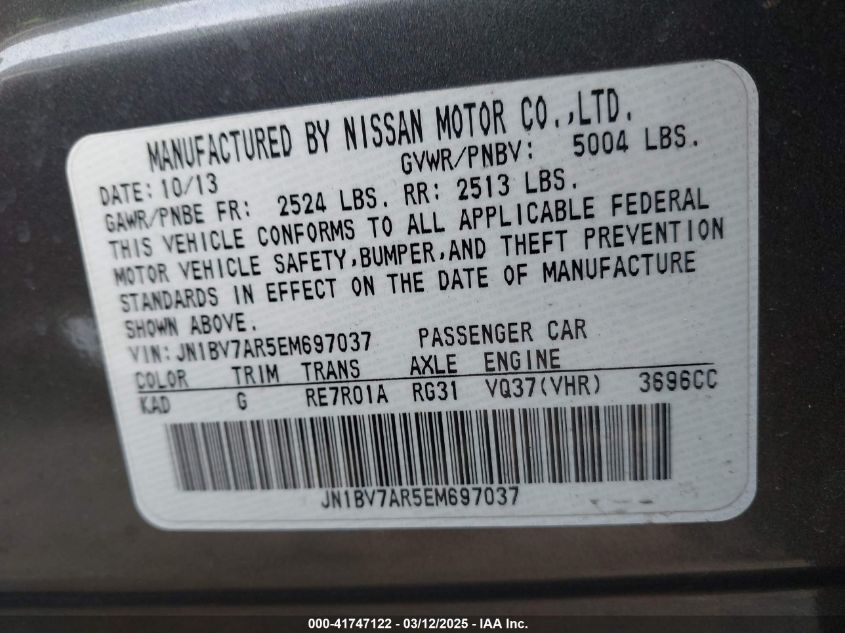 MANUFACTURED BY NISSAN MOTOR CO.,LTD.
DATE: 10/13 GVWR/PNBV: 5004 LBS.
GAWR/PNBE FR: 2524 LBS. RR: 2513 LBS.
THIS VEHICLE CONFORMS TO ALL APPLICABLE FEDERAL
MOTOR VEHICLE SAFETY,BUMPER,AND THEFT PREVENTION
STANDARDS IN EFFECT ON THE DATE OF MANUFACTURE
SHOWN ABOVE.
VIN: JN1BV7AR5EM697037 PASSENGER CAR
COLOR TRIM TRANS AXLE ENGINE
KAD G RE7R01A RG31 VQ37(VHR) 3696CC
JN1BV7AR5EM697037
000-41747122 — 03/12/2025 — IAA Inc.